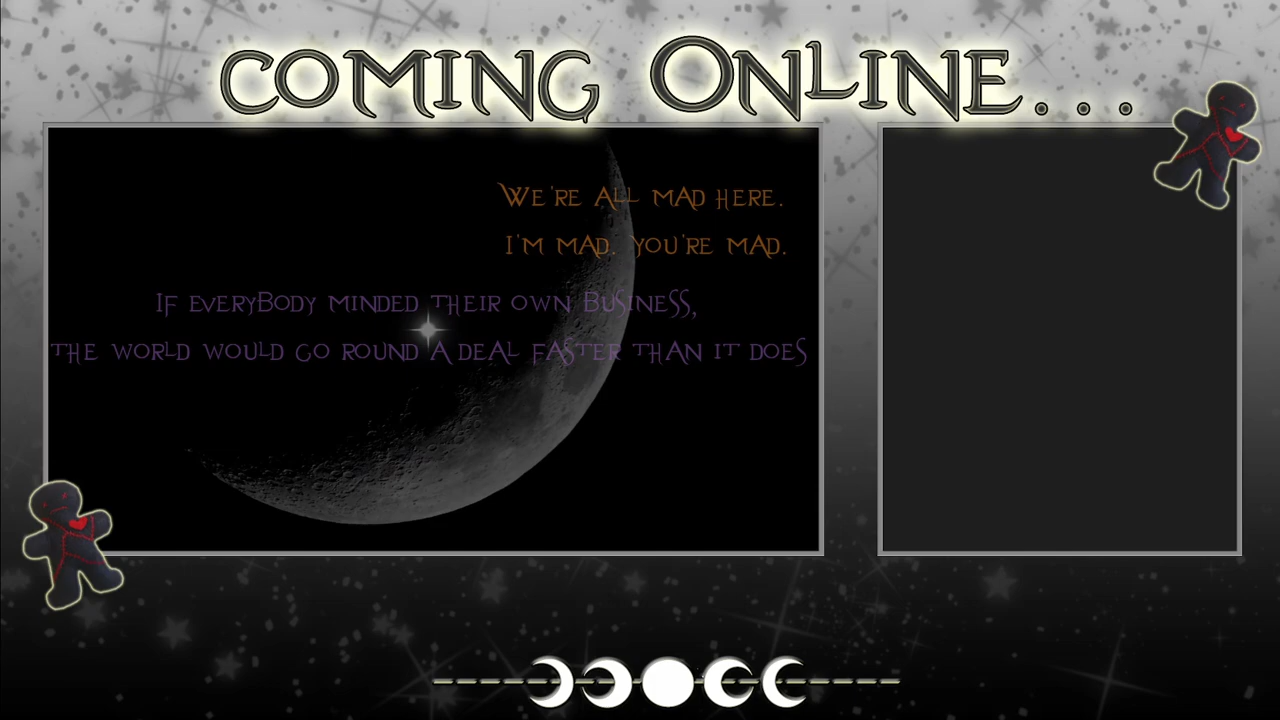 COMING ONLINE...
WE'RE ALL MAD HERE.
I'M MAD. YOU'RE MAD.
IF EVERYBODY MINDED THEIR OWN BUSINESS,
THE WORLD WOULD GO ROUND A DEAL FASTER THAN IT DOES